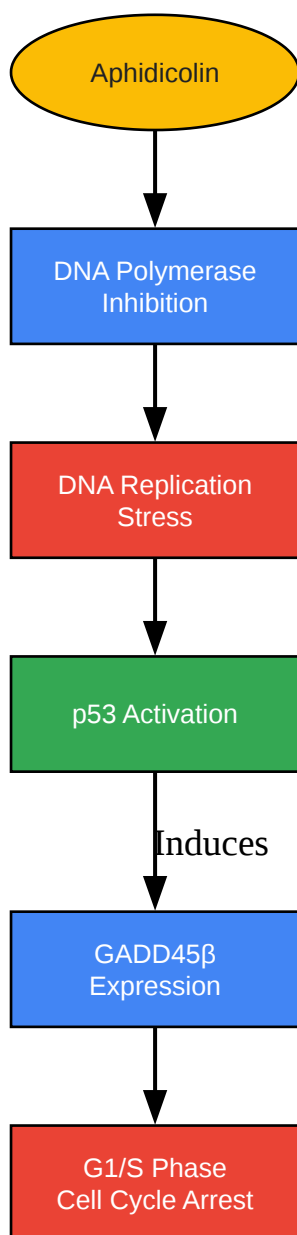 Aphidicolin
DNA Polymerase
Inhibition
DNA Replication
Stress
p53 Activation
Induces
GADD45β
Expression
G1/S Phase
Cell Cycle Arrest